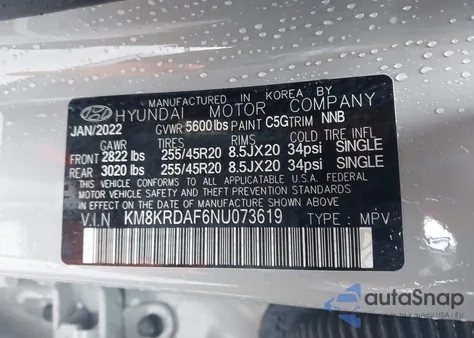 MANUFACTURED BY
HYUNDAI MOTOR COMPANY
JAN/2022 GVWR 5600 lbs PAINT C5G TRIM NNB
GAWR TIRES RIMS COLD TIRE INFL
FRONT 2822 lbs 255/45R20 8.5JX20 34psi SINGLE
REAR 3020 lbs 255/45R20 8.5JX20 34psi SINGLE
THIS VEHICLE CONFORMS TO ALL APPLICABLE U.S.A. FEDERAL
MOTOR VEHICLE SAFETY AND THEFT PREVENTION STANDARDS
IN EFFECT ON THE DATE OF MANUFACTURE SHOWN ABOVE.
V.I.N KM8KRDAF6NU073619 TYPE : MPV
autoSnap